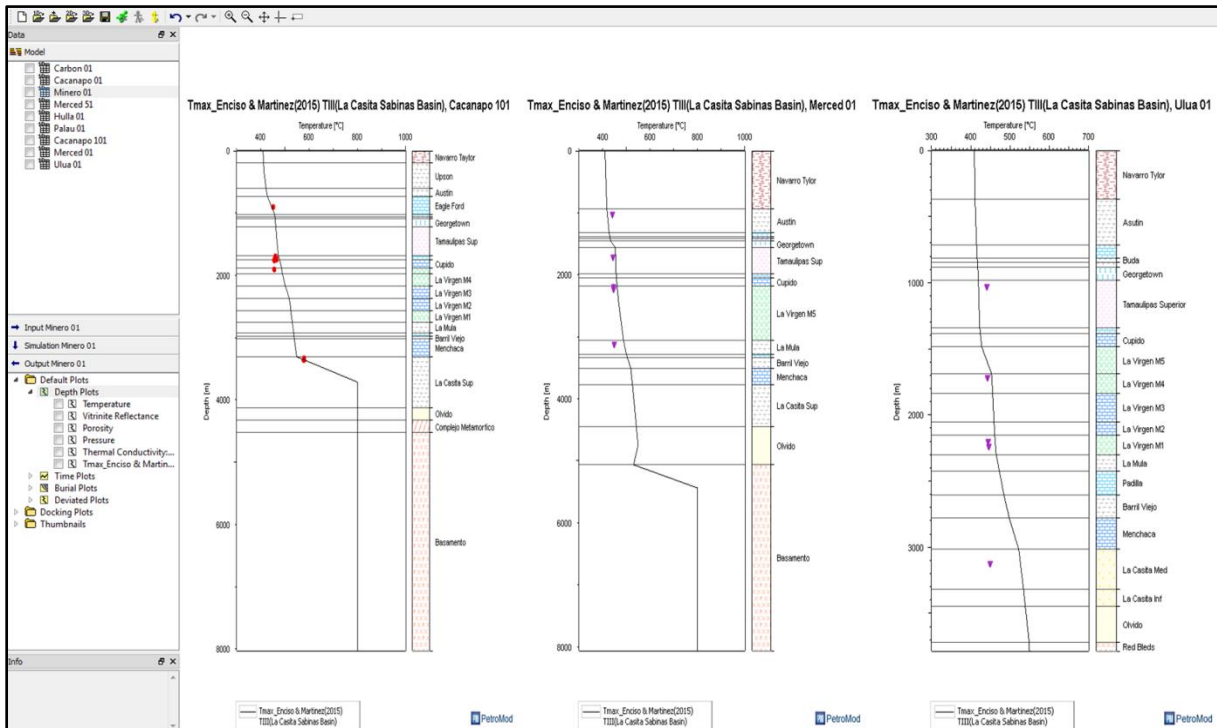 Data
Model
Carbon 01
Cacanapo 01
Minero 01
Merced 51
Hulla 01
Palau 01
Cacanapo 101
Merced 01
Ulua 01
Input Minero 01
Simulation Minero 01
Output Minero 01
Default Plots
Depth Plots
Temperature
Vitrinite Reflectance
Porosity
Pressure
Thermal Conductivity:...
Tmax_Enciso & Martin...
Time Plots
Burial Plots
Deviated Plots
Docking Plots
Thumbnails
Info
Tmax_Enciso & Martinez(2015) TIII(La Casita Sabinas Basin), Cacanapo 101
Temperature [°C]
400 600 800 1000
0
2000
4000
6000
8000
Depth [m]
Navarro Taylor
Upson
Austin
Eagle Ford
Georgetown
Tamaulipas Sup
Cupido
La Virgen M4
La Virgen M3
La Virgen M2
La Virgen M1
La Mula
Barril Viejo
Menchaca
La Casita Sup
Olvido
Complejo Metamortico
Basamento
Tmax_Enciso & Martinez(2015)
TIII(La Casita Sabinas Basin)
PetroMod
Tmax_Enciso & Martinez(2015) TIII(La Casita Sabinas Basin), Merced 01
Temperature [°C]
400 600 800 1000
0
2000
4000
6000
8000
Depth [m]
Navarro Tylor
Austin
Georgetown
Tamaulipas Sup
Cupido
La Virgen M5
La Mula
Barril Viejo
Menchaca
La Casita Sup
Olvido
Basamento
Tmax_Enciso & Martinez(2015)
TIII(La Casita Sabinas Basin)
PetroMod
Tmax_Enciso & Martinez(2015) TIII(La Casita Sabinas Basin), Ulua 01
Temperature [°C]
300 400 500 600 700
0
1000
2000
3000
Depth [m]
Navarro Tylor
Asutin
Buda
Georgetown
Tamaulipas Superior
Cupido
La Virgen M5
La Virgen M4
La Virgen M3
La Virgen M2
La Virgen M1
La Mula
Padilla
Barril Viejo
Menchaca
La Casita Med
La Casita Inf
Olvido
Red Bleds
Tmax_Enciso & Martinez(2015)
TIII(La Casita Sabinas Basin)
PetroMod